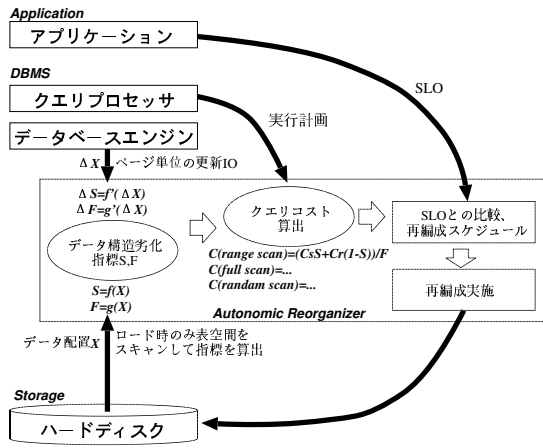 Application
アプリケーション
DBMS
クエリプロセッサ
データベースエンジン
SLO
実行計画
ΔX ページ単位の更新IO
ΔS=f'(ΔX)
ΔF=g'(ΔX)
データ構造劣化
指標S,F
S=f(X)
F=g(X)
クエリコスト
算出
C(range scan)=(CsS+Cr(1-S))/F
C(full scan)=...
C(randam scan)=...
SLOとの比較、
再編成スケジュール
再編成実施
Autonomic Reorganizer
データ配置X
ロード時のみ表空間を
スキャンして指標を算出
Storage
ハードディスク